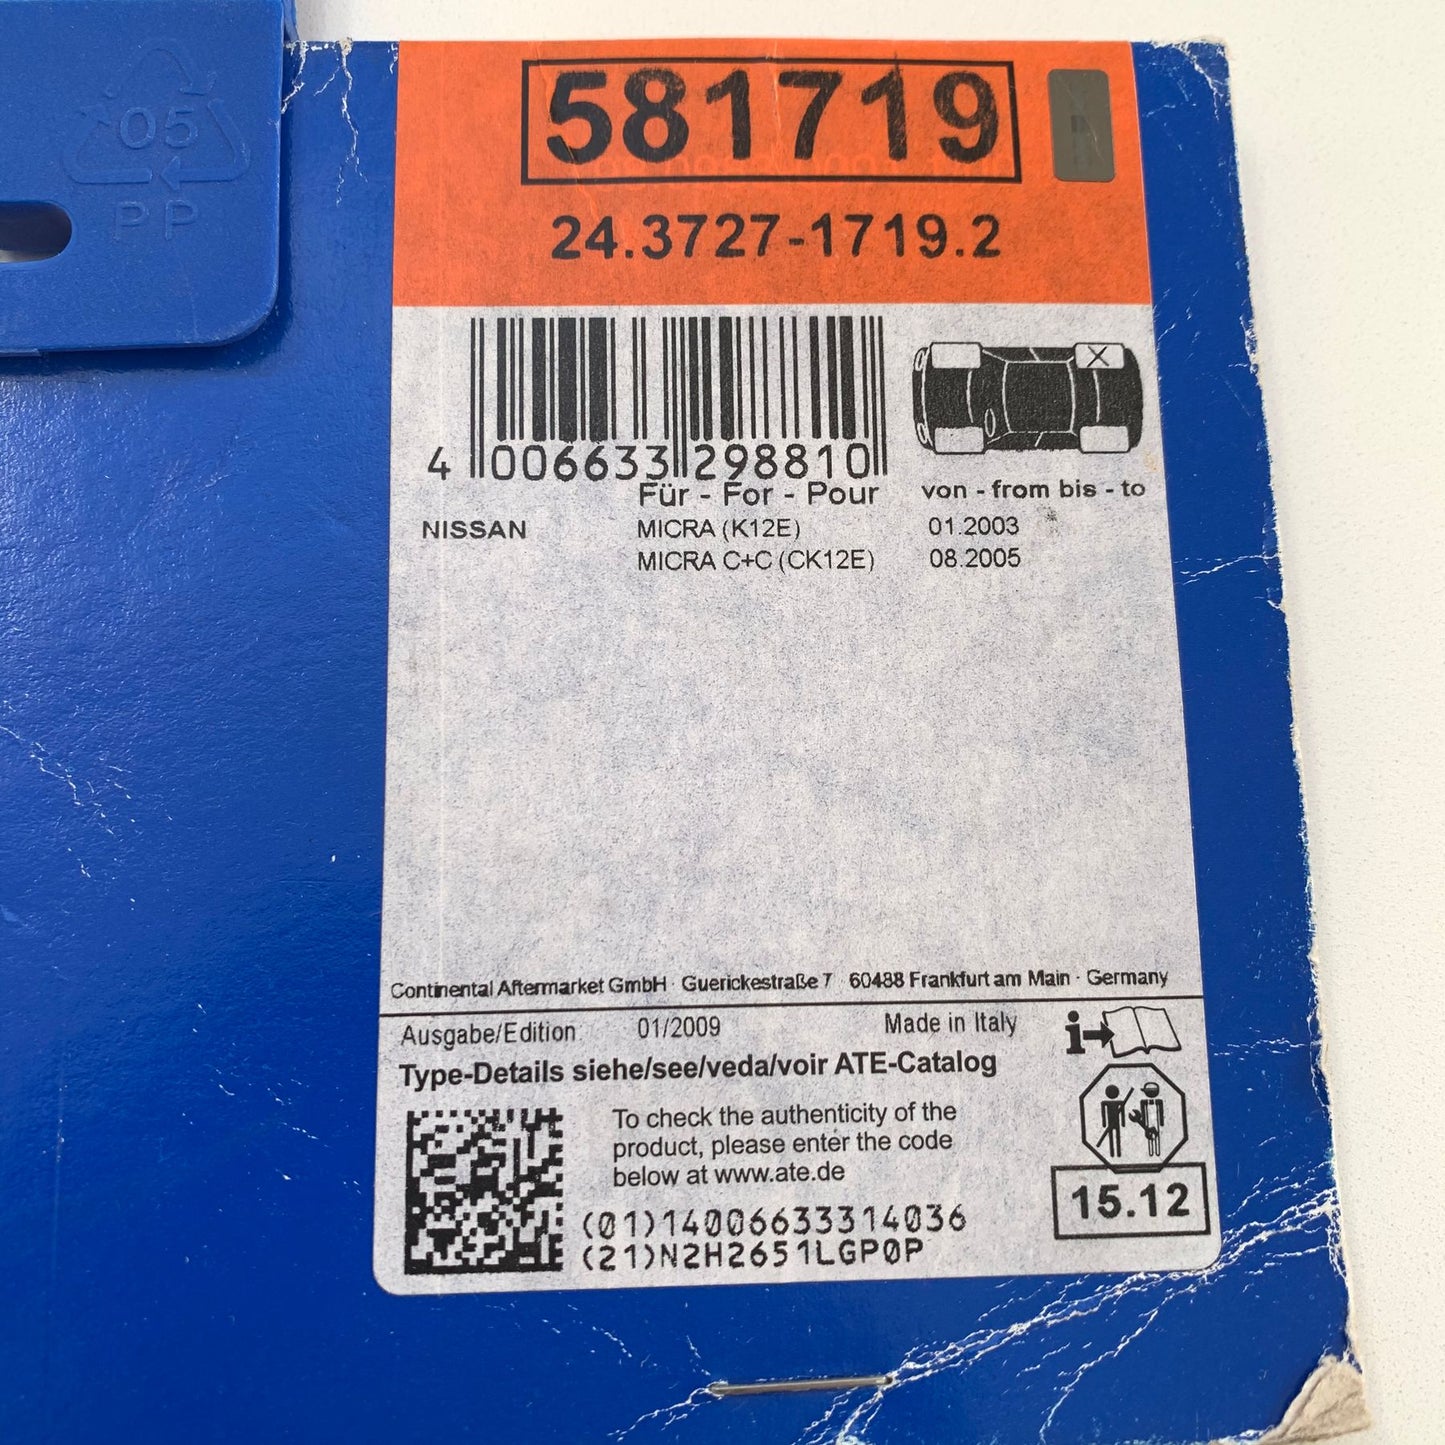 05
PP
581719
24.3727-1719.2
4 006633 298810
Für - For - Pour von - from bis - to
NISSAN MICRA (K12E) 01.2003 *
MICRA C+C (CK12E) 08.2005
Continental Aftermarket GmbH · Guerickestraße 7 60488 Frankfurt am Main · Germany
Ausgabe/Edition 01/2009 Made in Italy
Type-Details siehe/see/veda/voir ATE-Catalog
To check the authenticity of the
product, please enter the code
below at www.ate.de
(01)14006633314036
(21)N2H2651LGP0P
15.12